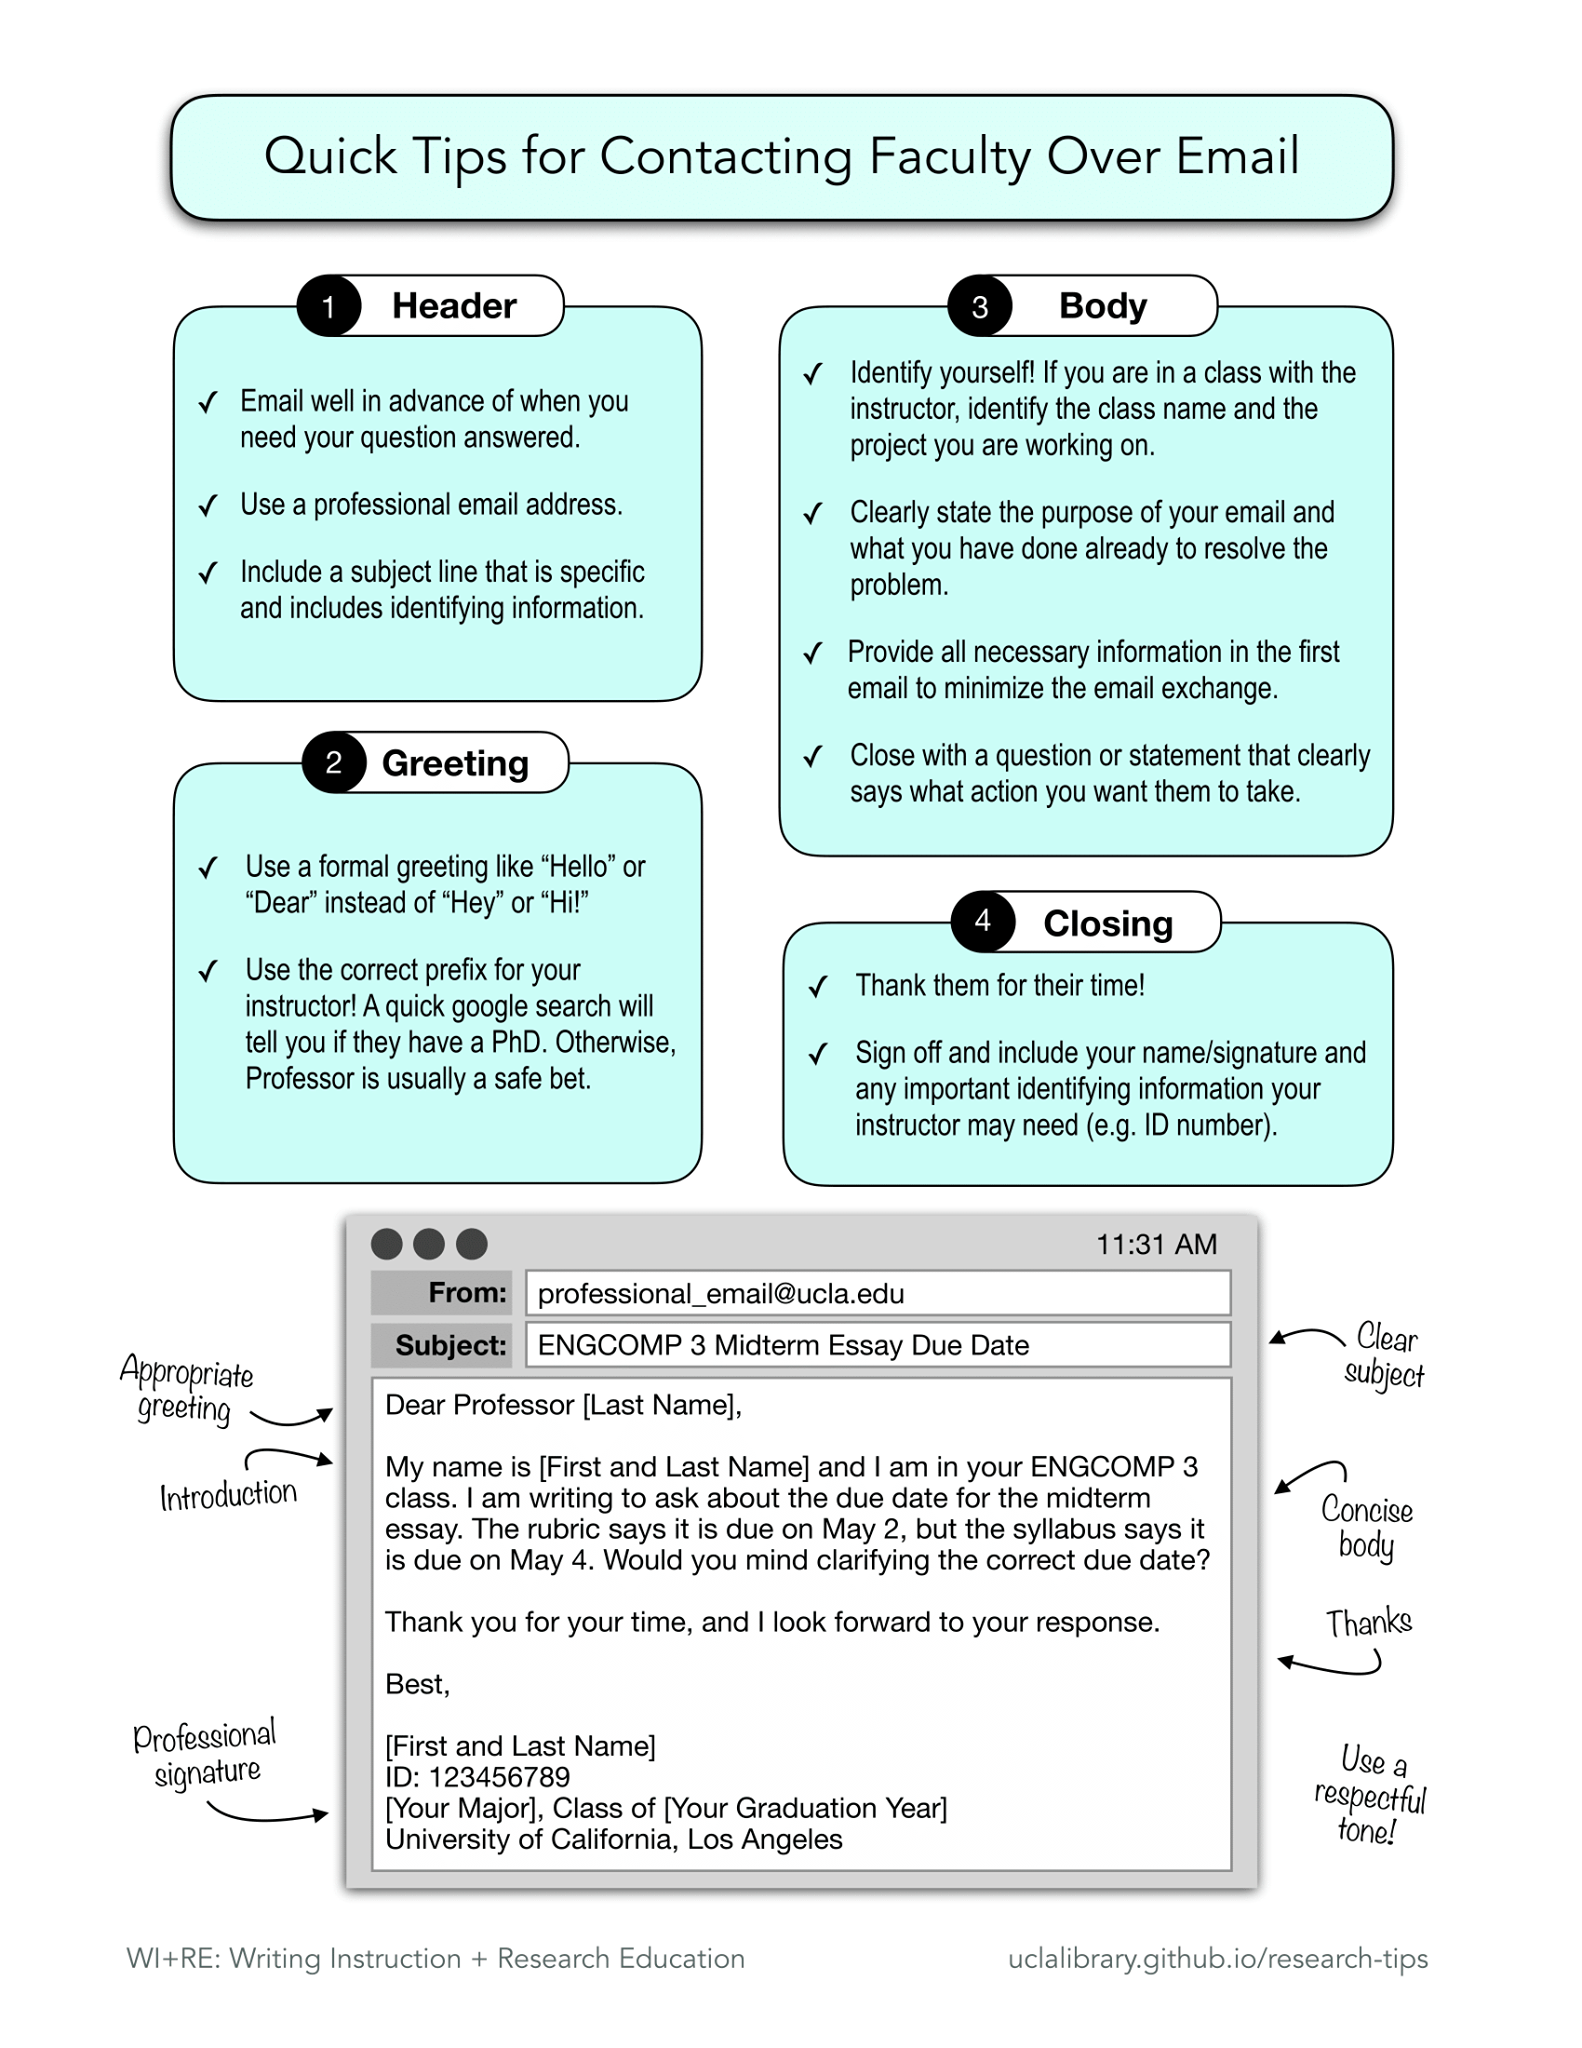 Quick Tips for Contacting Faculty Over Email
1 Header
✓ Email well in advance of when you
need your question answered.
✓ Use a professional email address.
✓ Include a subject line that is specific
and includes identifying information.
2 Greeting
✓ Use a formal greeting like “Hello” or
“Dear” instead of “Hey” or “Hi!”
✓ Use the correct prefix for your
instructor! A quick google search will
tell you if they have a PhD. Otherwise,
Professor is usually a safe bet.
3 Body
✓ Identify yourself! If you are in a class with the
instructor, identify the class name and the
project you are working on.
✓ Clearly state the purpose of your email and
what you have done already to resolve the
problem.
✓ Provide all necessary information in the first
email to minimize the email exchange.
✓ Close with a question or statement that clearly
says what action you want them to take.
4 Closing
✓ Thank them for their time!
✓ Sign off and include your name/signature and
any important identifying information your
instructor may need (e.g. ID number).
11:31 AM
From: professional_email@ucla.edu
Subject: ENGCOMP 3 Midterm Essay Due Date
Dear Professor [Last Name],
My name is [First and Last Name] and I am in your ENGCOMP 3
class. I am writing to ask about the due date for the midterm
essay. The rubric says it is due on May 2, but the syllabus says it
is due on May 4. Would you mind clarifying the correct due date?
Thank you for your time, and I look forward to your response.
Best,
[First and Last Name]
ID: 123456789
[Your Major], Class of [Your Graduation Year]
University of California, Los Angeles
Appropriate
greeting
Introduction
Professional
signature
Clear
subject
Concise
body
Thanks
Use a
respectful
tone!
WI+RE: Writing Instruction + Research Education
uclalibrary.github.io/research-tips